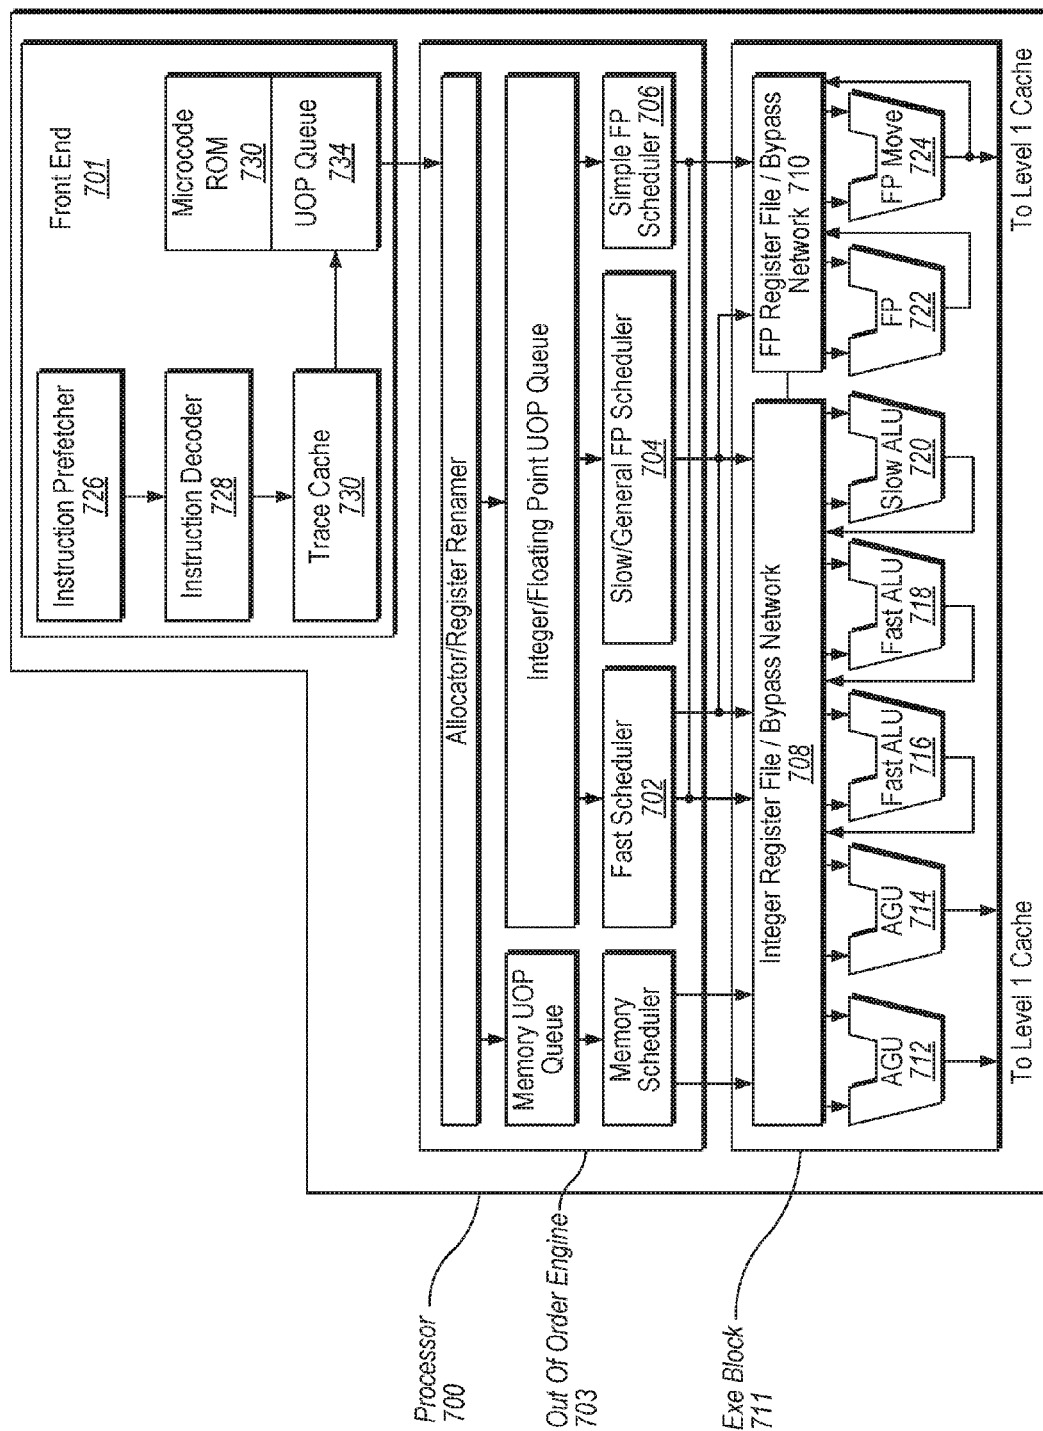 Front End
701
Instruction Prefetcher
726
Instruction Decoder
728
Trace Cache
730
Microcode
ROM
730
UOP Queue
734
Processor
700
Allocator/Register Renamer
Memory UOP
Queue
Integer/Floating Point UOP Queue
Out Of Order Engine
703
Memory
Scheduler
Fast Scheduler
702
Slow/General FP Scheduler
704
Simple FP
Scheduler 706
Exe Block
711
Integer Register File / Bypass Network
708
FP Register File / Bypass
Network 710
AGU
712
AGU
714
Fast ALU
716
Fast ALU
718
Slow ALU
720
FP
722
FP Move
724
To Level 1 Cache
To Level 1 Cache